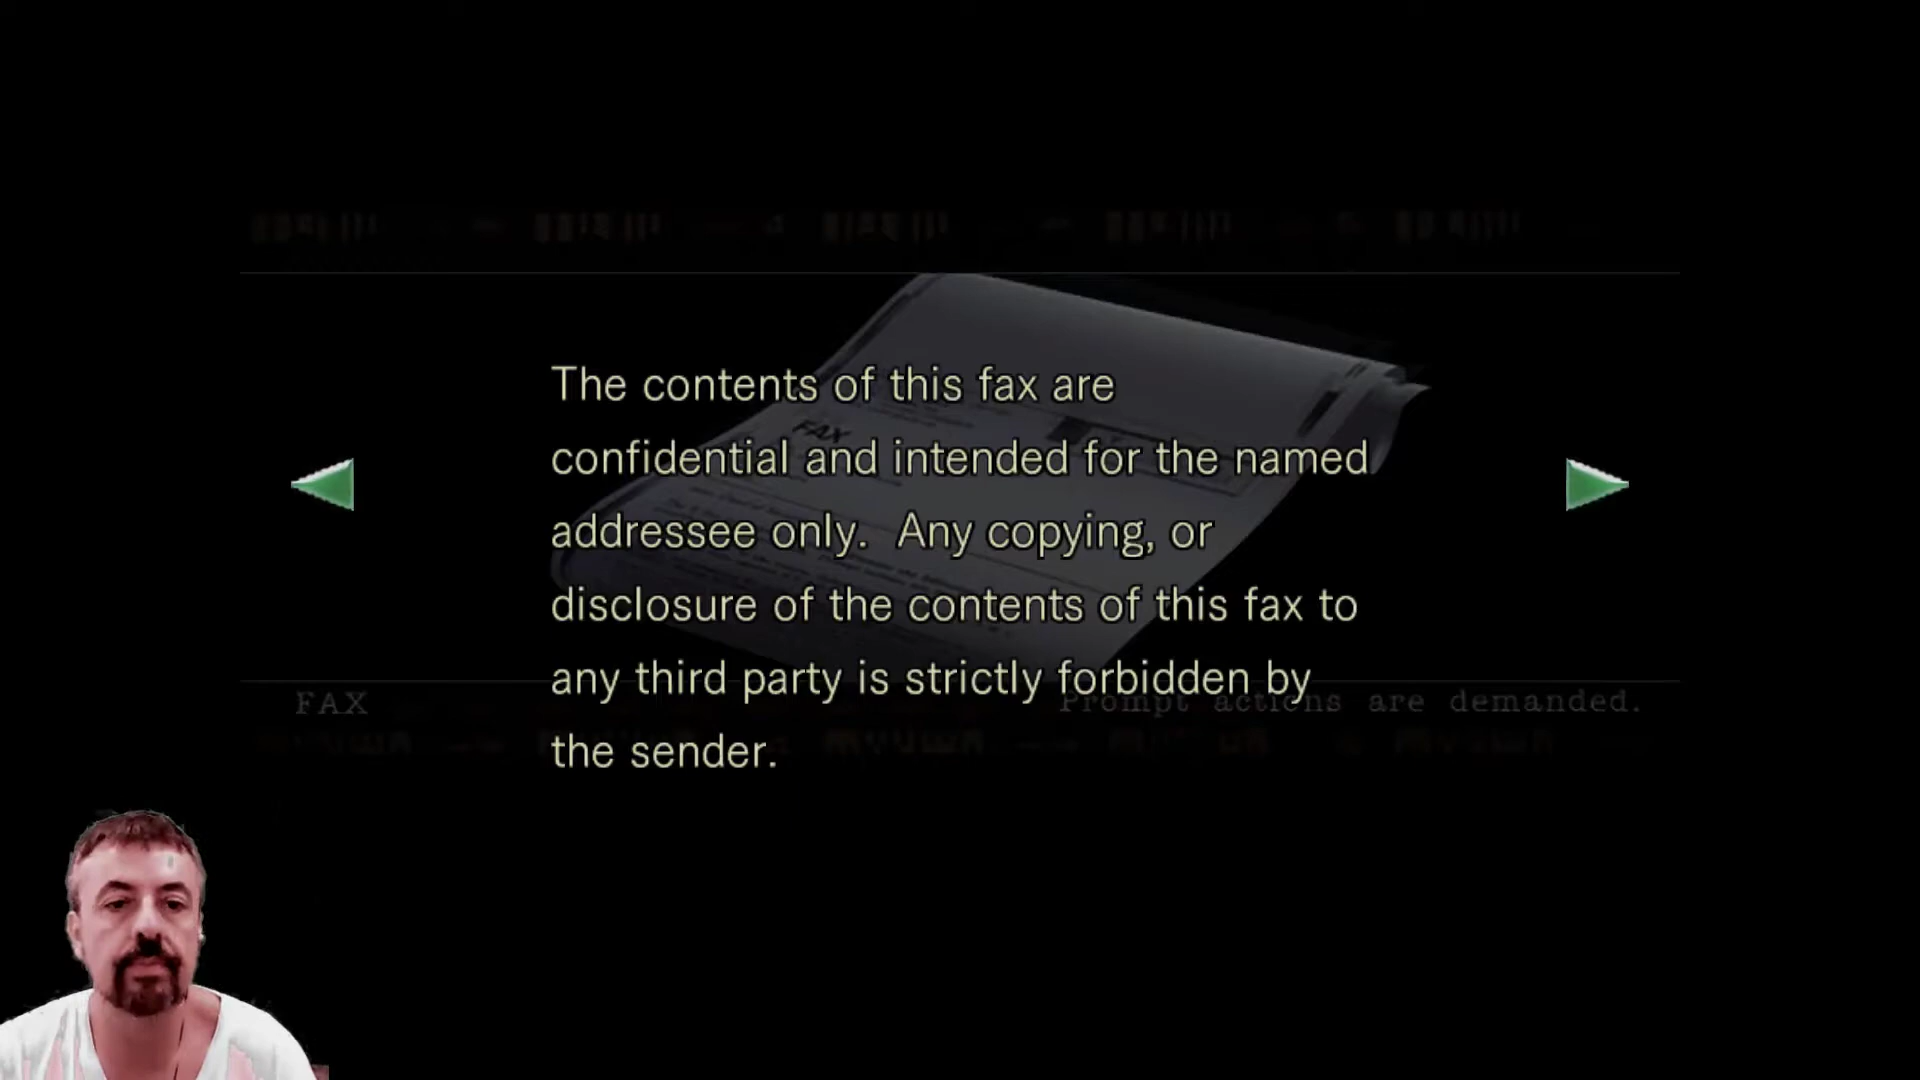 The contents of this fax are
confidential and intended for the named
addressee only.  Any copying, or
disclosure of the contents of this fax to
any third party is strictly forbidden by
the sender.
FAX
FAX
Prompt actions are demanded.